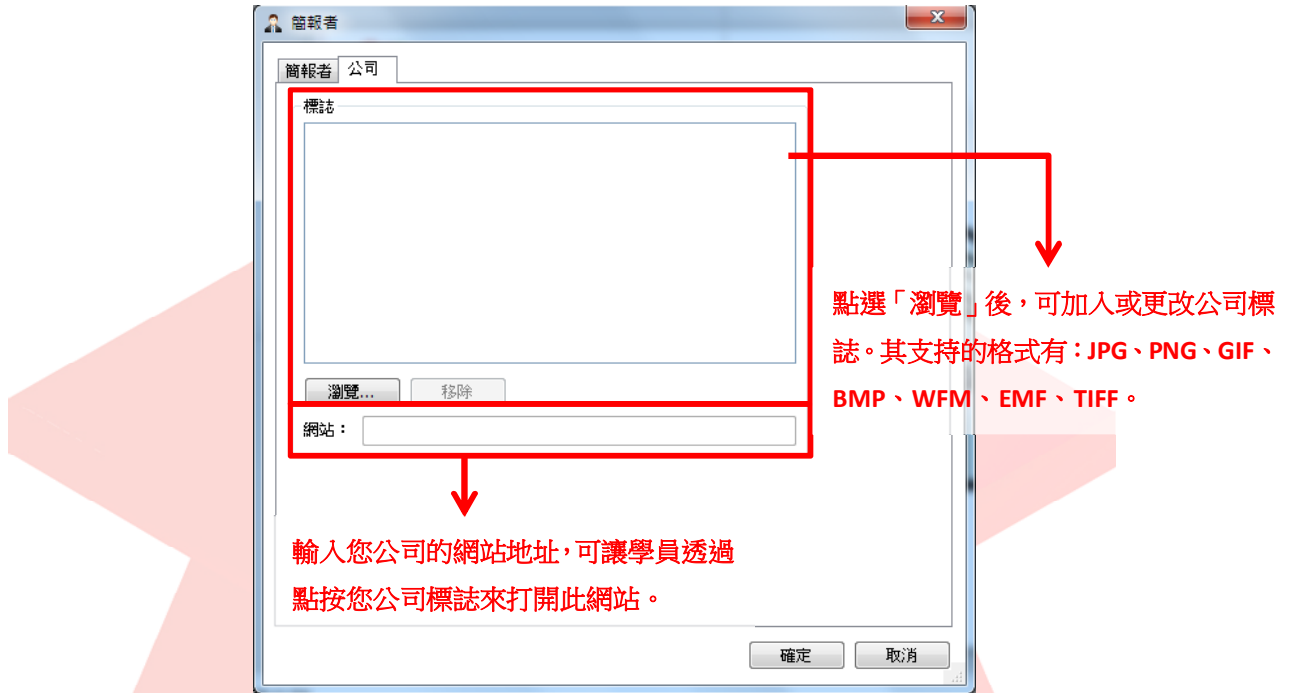 簡報者
簡報者 公司
標誌
點選「瀏覽」後，可加入或更改公司標
誌。其支持的格式有：JPG、PNG、GIF、
BMP、WFM、EMF、TIFF。
瀏覽... 移除
網站：
輸入您公司的網站地址，可讓學員透過
點按您公司標誌來打開此網站。
確定 取消